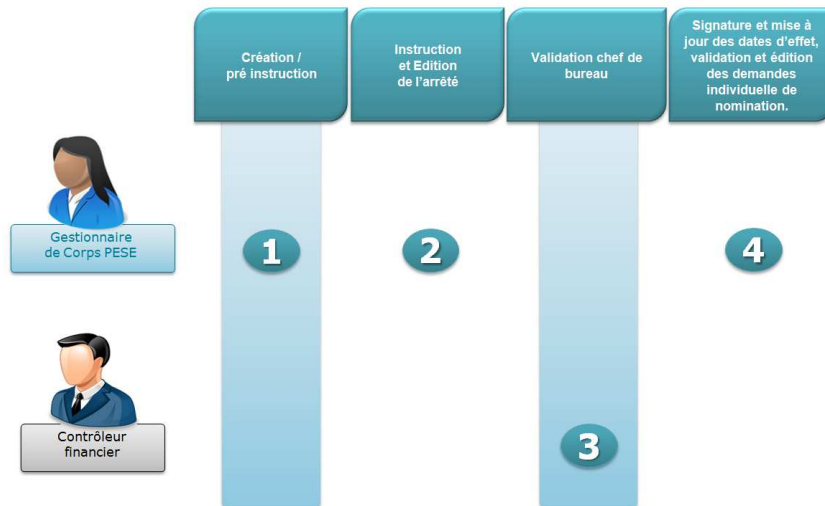 Création /
pré instruction
Instruction
et Edition
de l'arrêté
Validation chef de
bureau
Signature et mise à
jour des dates d'effet,
validation et édition
des demandes
individuelle de
nomination.
Gestionnaire
de Corps PESE
1
2
4
Contrôleur
financier
3